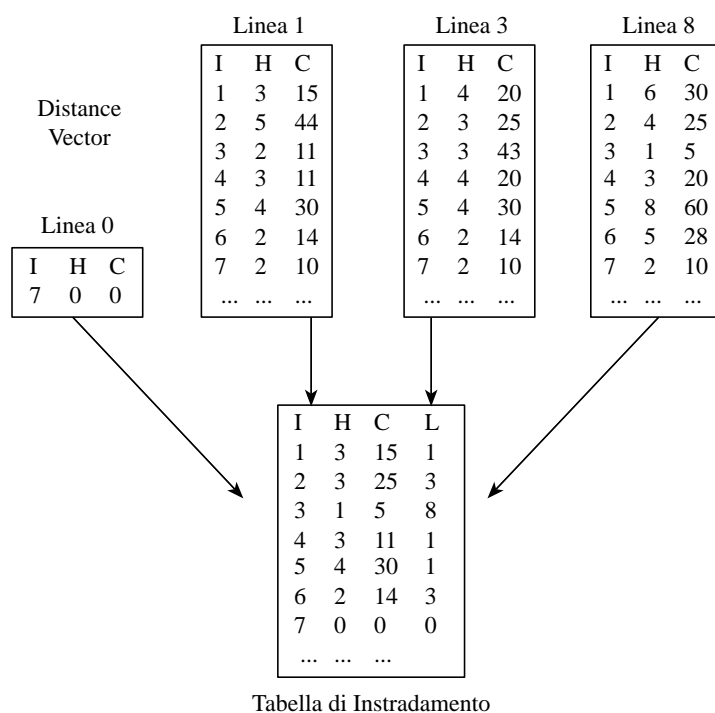 Linea 1
I H C
1 3 15
2 5 44
3 2 11
4 3 11
5 4 30
6 2 14
7 2 10
... ... ...
Linea 3
I H C
1 4 20
2 3 25
3 3 43
4 4 20
5 4 30
6 2 14
7 2 10
... ... ...
Linea 8
I H C
1 6 30
2 4 25
3 1 5
4 3 20
5 8 60
6 5 28
7 2 10
... ... ...
Distance
Vector
Linea 0
I H C
7 0 0
I H C L
1 3 15 1
2 3 25 3
3 1 5 8
4 3 11 1
5 4 30 1
6 2 14 3
7 0 0 0
... ... ...
Tabella di Instradamento